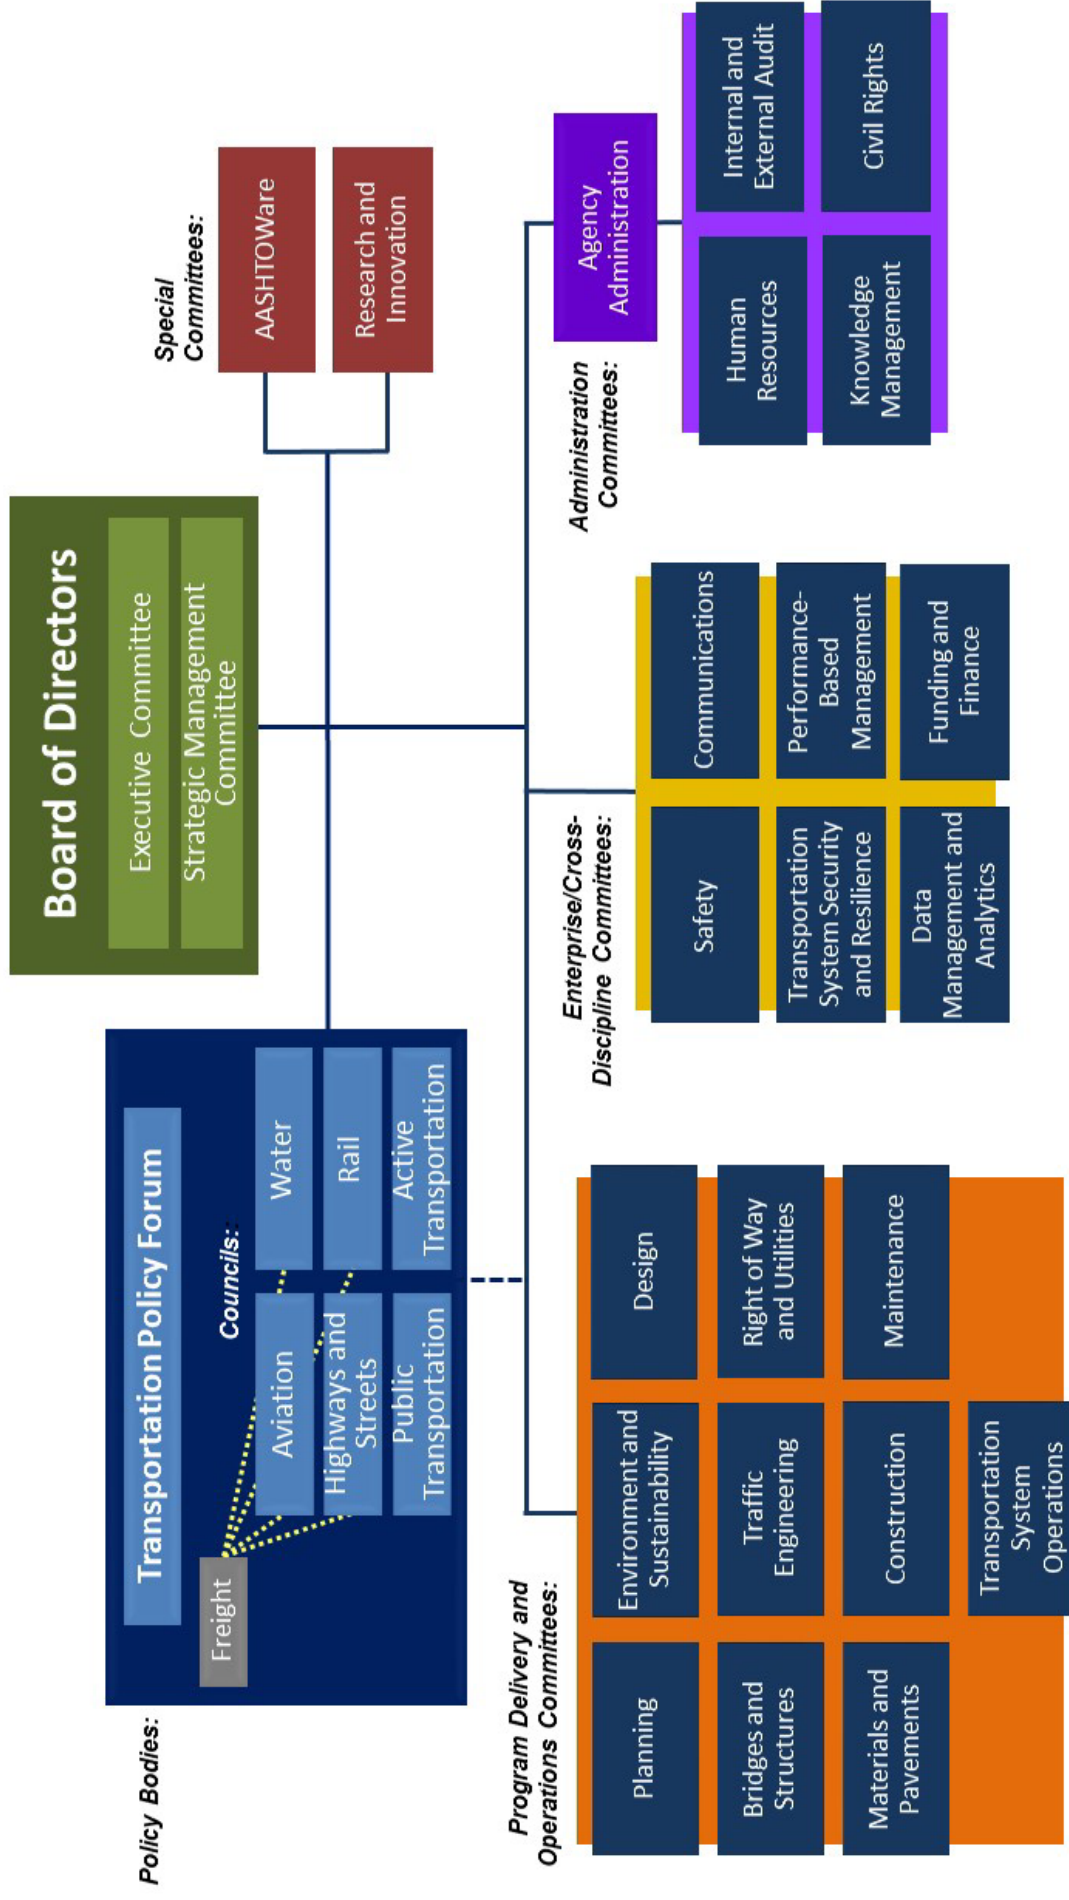 Board of Directors
Executive Committee
Strategic Management
Committee
Policy Bodies:
Transportation Policy Forum
Freight
Councils::
Aviation
Water
Highways and
Streets
Rail
Public
Transportation
Active
Transportation
Special
Committees:
AASHTOWare
Research and
Innovation
Program Delivery and
Operations Committees:
Planning
Environment and
Sustainability
Design
Bridges and
Structures
Traffic
Engineering
Right of Way
and Utilities
Materials and
Pavements
Construction
Maintenance
Transportation
System
Operations
Enterprise/Cross-
Discipline Committees:
Safety
Communications
Transportation
System Security
and Resilience
Performance-
Based
Management
Data
Management and
Analytics
Funding and
Finance
Administration
Committees:
Agency
Administration
Human
Resources
Internal and
External Audit
Knowledge
Management
Civil Rights